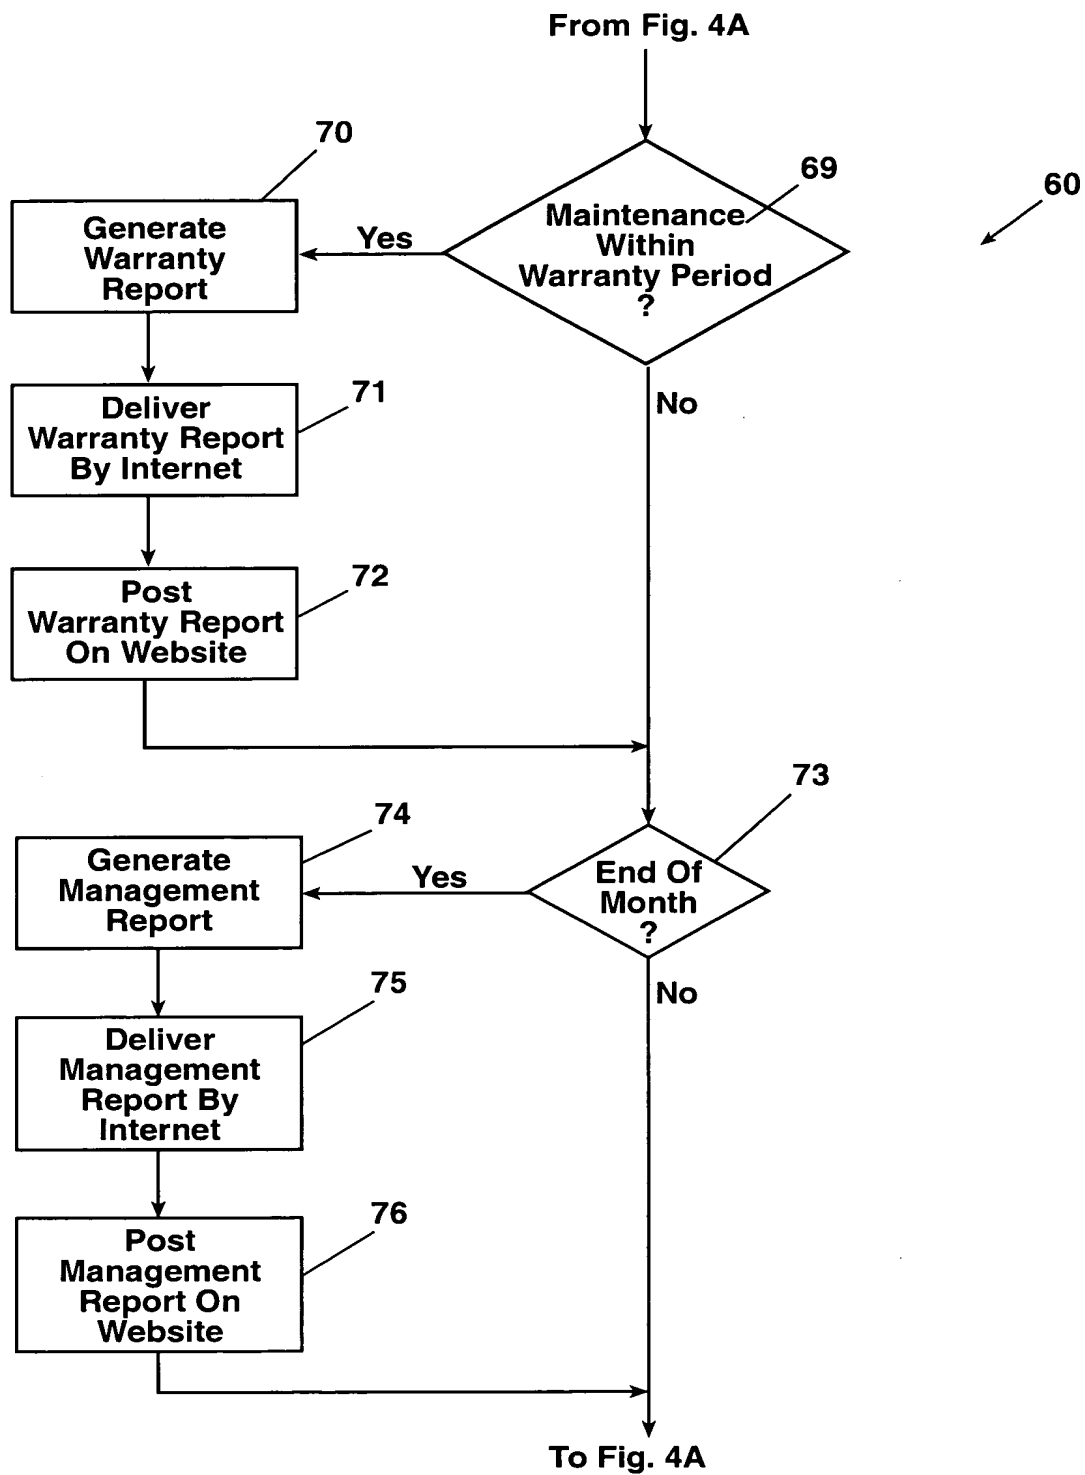 From Fig. 4A
70
69
60
Maintenance
Within
Warranty Period
?
Yes
Generate
Warranty
Report
71
No
Deliver
Warranty Report
By Internet
72
Post
Warranty Report
On Website
73
74
End Of
Month
?
Yes
Generate
Management
Report
75
No
Deliver
Management
Report By
Internet
76
Post
Management
Report On
Website
To Fig. 4A